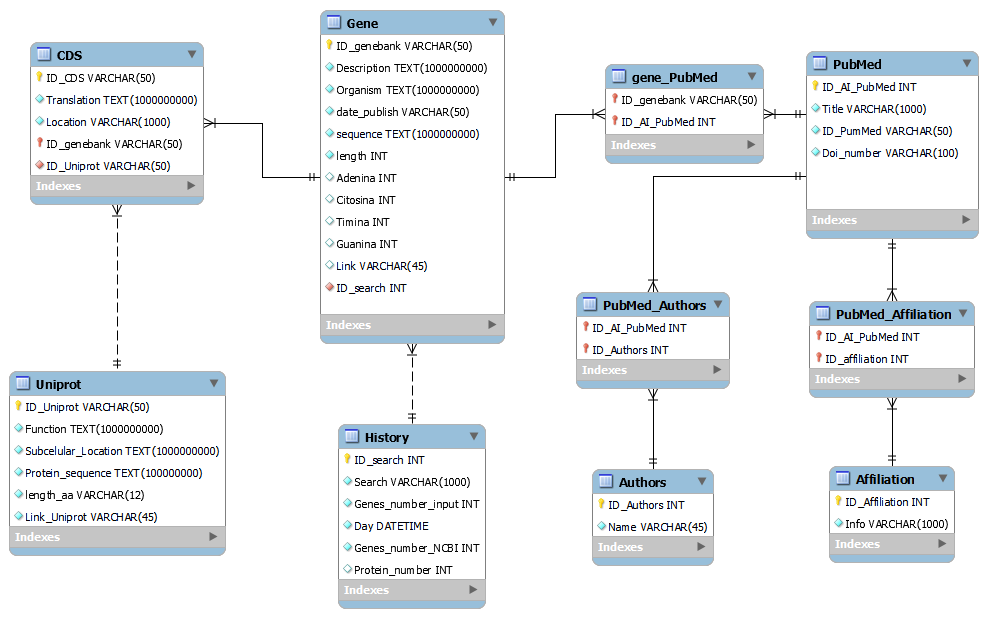 CDS
ID_CDS VARCHAR(50)
Translation TEXT(1000000000)
Location VARCHAR(1000)
ID_genebank VARCHAR(50)
ID_Uniprot VARCHAR(50)
Indexes
Gene
ID_genebank VARCHAR(50)
Description TEXT(1000000000)
Organism TEXT(1000000000)
date_publish VARCHAR(50)
sequence TEXT(1000000000)
length INT
Adenina INT
Citosina INT
Timina INT
Guanina INT
Link VARCHAR(45)
ID_search INT
Indexes
gene_PubMed
ID_genebank VARCHAR(50)
ID_AI_PubMed INT
Indexes
PubMed
ID_AI_PubMed INT
Title VARCHAR(1000)
ID_PumMed VARCHAR(50)
Doi_number VARCHAR(100)
Indexes
PubMed_Authors
ID_AI_PubMed INT
ID_Authors INT
Indexes
PubMed_Affiliation
ID_AI_PubMed INT
ID_affiliation INT
Indexes
Uniprot
ID_Uniprot VARCHAR(50)
Function TEXT(1000000000)
Subcelular_Location TEXT(1000000000)
Protein_sequence TEXT(100000000)
length_aa VARCHAR(12)
Link_Uniprot VARCHAR(45)
Indexes
History
ID_search INT
Search VARCHAR(1000)
Genes_number_input INT
Day DATETIME
Genes_number_NCBI INT
Protein_number INT
Indexes
Authors
ID_Authors INT
Name VARCHAR(45)
Indexes
Affiliation
ID_Affiliation INT
Info VARCHAR(1000)
Indexes